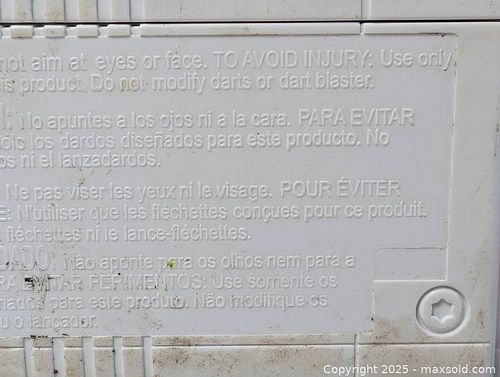 not aim at eyes or face. TO AVOID INJURY: Use only
this product. Do not modify darts or dart blaster.
No apuntes a los ojos ni a la cara. PARA EVITAR
sólo los dardos diseñados para este producto. No
ni el lanzadardos.
Ne pas viser les yeux ni le visage. POUR ÉVITER
E: N'utiliser que les fléchettes conçues pour ce produit.
fléchettes ni le lance-fléchettes.
Não aponte para os olhos nem para a
EVITAR FERIMENTOS: Use somente os
para este produto. Não modifique os
u o lançador.
Copyright 2025 - maxsold.com